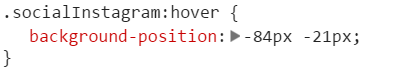 .socialInstagram:hover {
background-position:▶-84px -21px;
}